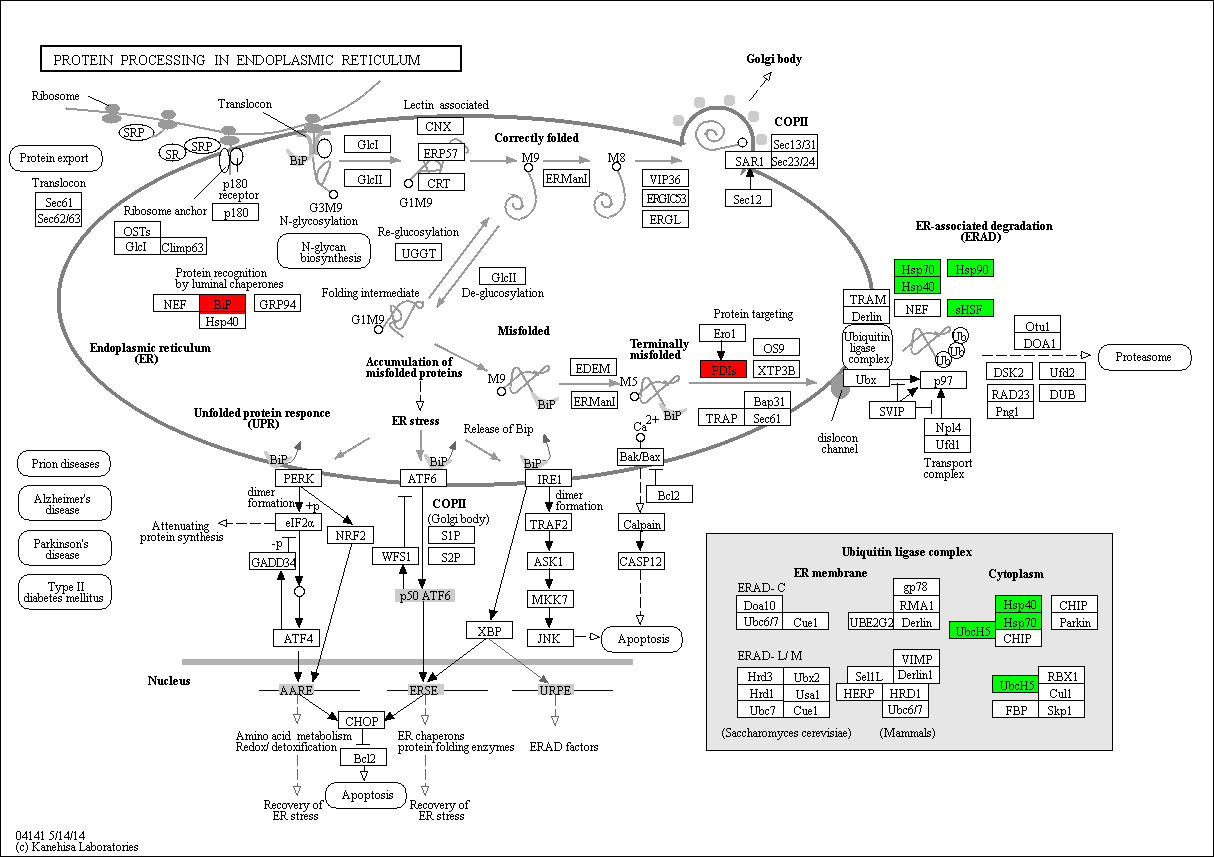 PROTEIN PROCESSING IN ENDOPLASMIC RETICULUM
Golgi body
Ribosome
Translocon
Lectin associated
COPII
SRP
SRP
SR
CNX
GlcI
Correctly folded
Sec13/31
Protein export
BiP
ERP57
M9
M8
SAR1
Sec23/24
Translocon
p180
receptor
GlcII
CRT
ERManI
VIP36
Sec61
Sec62/63
Ribosome anchor
p180
G3M9
G1M9
ERGIC53
Sec12
N-glycosylation
ERGL
OSTs
GlcI
Climp63
N-glycan
biosynthesis
Re-glucosylation
UGGT
ER-associated degradation
(ERAD)
Protein recognition
by luminal chaperones
GlcII
De-glucosylation
Hsp70
Hsp90
Hsp40
NEF
BiP
GRP94
Hsp40
Folding intermediate
G1M9
TRAM
Derlin
NEF
sHSF
Protein targeting
Misfolded
Ero1
Otu1
DOA1
Endoplasmic reticulum
(ER)
Terminally
misfolded
OS9
Ubiquitin
ligase
complex
Ub
Ub
Ub
Proteasome
Accumulation of
misfolded proteins
EDEM
PDIs
XTP3B
DSK2
Ufd2
M9
M5
Ubx
p97
ERManI
BiP
BiP
Bap31
RAD23
DUB
SVIP
Png1
Unfolded protein responce
(UPR)
ER stress
Release of Bip
Ca2+
TRAP
Sec61
Npl4
Ufd1
dislocon
channel
Transport
complex
Prion diseases
BiP
BiP
BiP
Bak/Bax
PERK
ATF6
IRE1
Alzheimer's
disease
dimer
formation
+p
COPII
(Golgi body)
dimer
formation
Bcl2
Attenuating
protein synthesis
eIF2α
NRF2
S1P
TRAF2
Calpain
Parkinson's
disease
-p
GADD34
WFS1
S2P
ASK1
CASP12
Type II
diabetes mellitus
p50 ATF6
MKK7
ATF4
XBP
JNK
Apoptosis
Nucleus
AARE
ERSE
URPE
CHOP
Amino acid metabolism
Redox/ detoxification
ER chaperons
protein folding enzymes
ERAD factors
Bcl2
Recovery of
ER stress
Apoptosis
Recovery of
ER stress
Ubiquitin ligase complex
ER membrane
Cytoplasm
ERAD- C
gp78
Doa10
RMA1
Hsp40
CHIP
Ubc6/7
Cue1
UBE2G2
Derlin
UbcH5
Hsp70
Parkin
CHIP
ERAD- L/ M
VIMP
Hrd3
Ubx2
Sel1L
Derlin1
UbcH5
RBX1
Hrd1
Usa1
HERP
HRD1
Cul1
Ubc7
Cue1
Ubc6/7
FBP
Skp1
(Saccharomyces cerevisiae)
(Mammals)
04141 5/14/14
(c) Kanehisa Laboratories